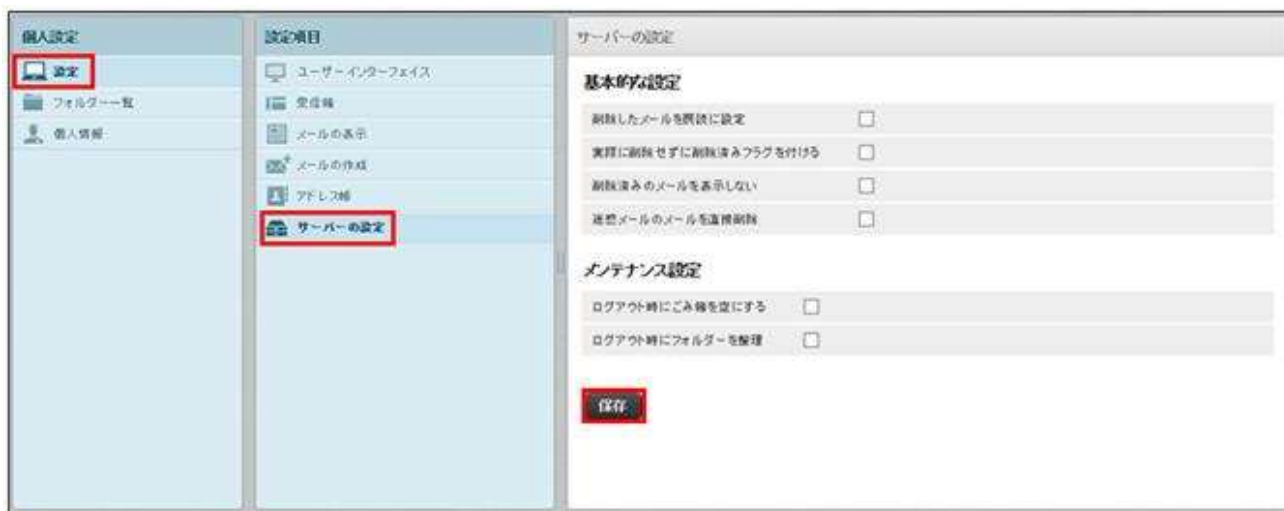 個人設定
設定
フォルダー一覧
個人情報
設定項目
ユーザーインターフェイス
受信箱
メールの表示
メールの作成
アドレス帳
サーバーの設定
サーバーの設定
基本的な設定
削除したメールを既読に設定
実際に削除せずに削除済みフラグを付ける
削除済みのメールを表示しない
迷惑メールのメールを直接削除
メンテナンス設定
ログアウト時にごみ箱を空にする
ログアウト時にフォルダーを整理
保存